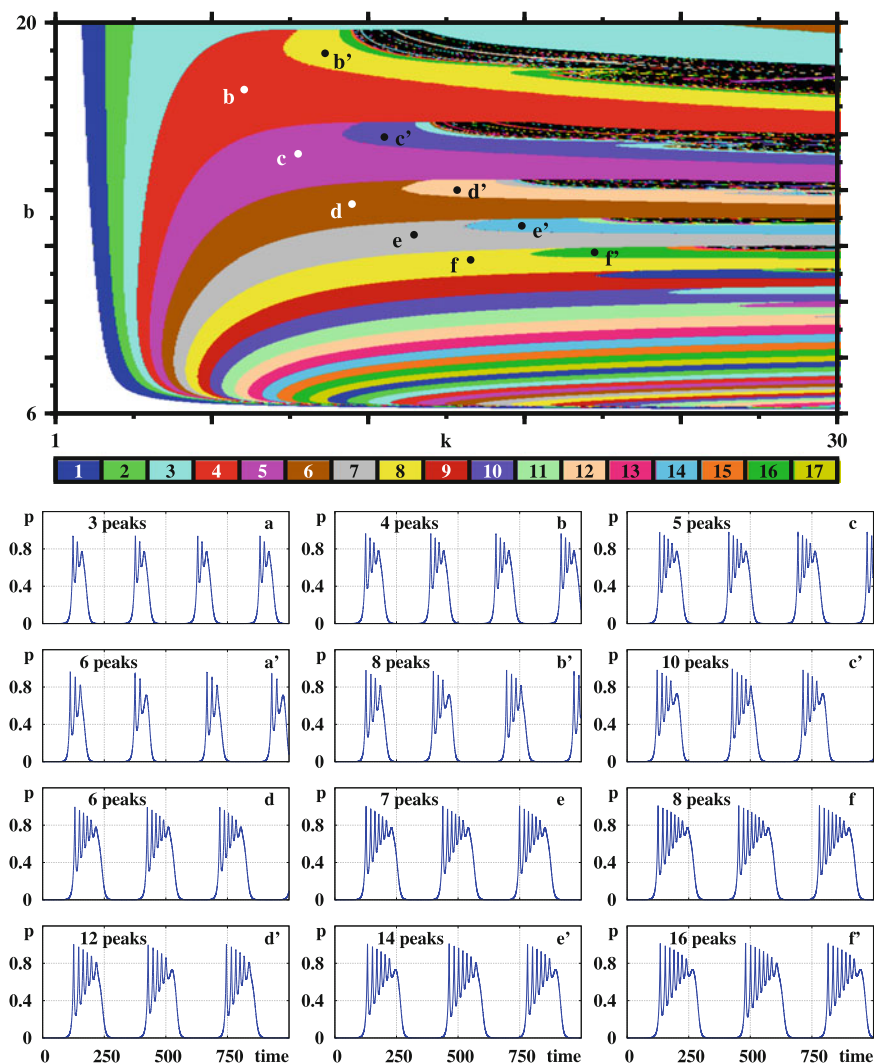 20
b'
b
c'
c
d'
b
d
e'
e
f'
f
6
1 k 30
1 2 3 4 5 6 7 8 9 10 11 12 13 14 15 16 17
p 3 peaks a p 4 peaks b p 5 peaks c
0.8 0.8 0.8
0.4 0.4 0.4
0 0 0
p 6 peaks a' p 8 peaks b' p 10 peaks c'
0.8 0.8 0.8
0.4 0.4 0.4
0 0 0
p 6 peaks d p 7 peaks e p 8 peaks f
0.8 0.8 0.8
0.4 0.4 0.4
0 0 0
p 12 peaks d' p 14 peaks e' p 16 peaks f'
0.8 0.8 0.8
0.4 0.4 0.4
0 0 0
0 250 500 750 time 0 250 500 750 time 0 250 500 750 time